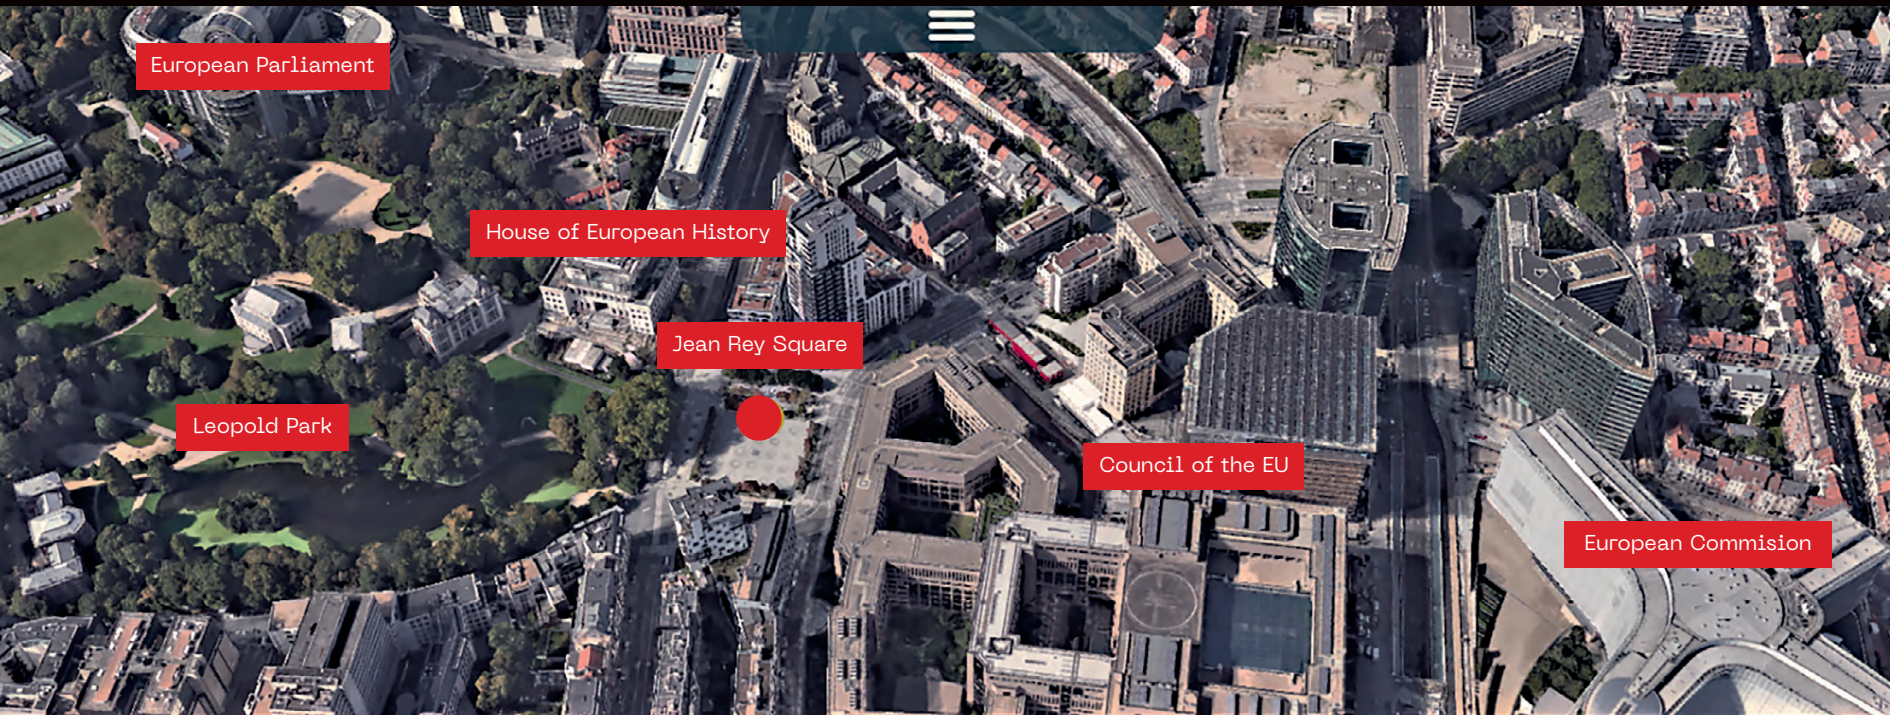 European Parliament
House of European History
Jean Rey Square
Leopold Park
Council of the EU
European Commision